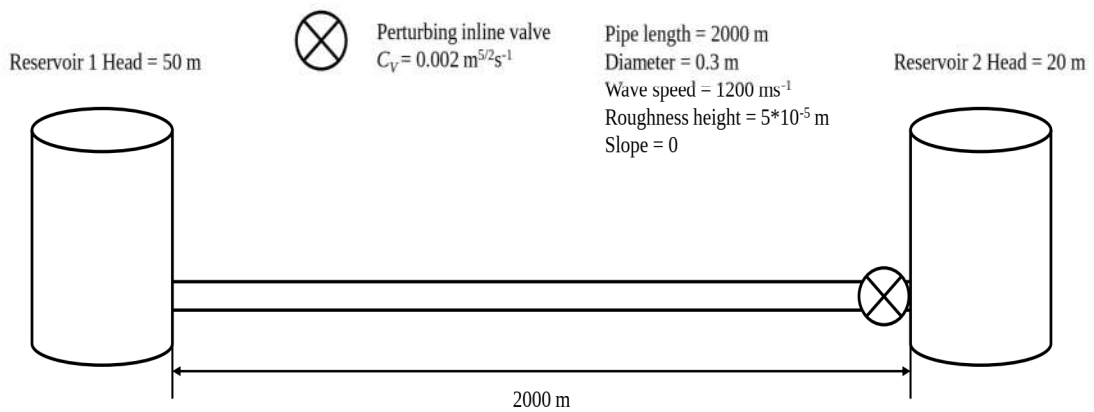 Reservoir 1 Head = 50 m
Perturbing inline valve
C_V = 0.002 m^{5/2}s^{-1}
Pipe length = 2000 m
Diameter = 0.3 m
Wave speed = 1200 ms^{-1}
Roughness height = 5*10^{-5} m
Slope = 0
Reservoir 2 Head = 20 m
2000 m